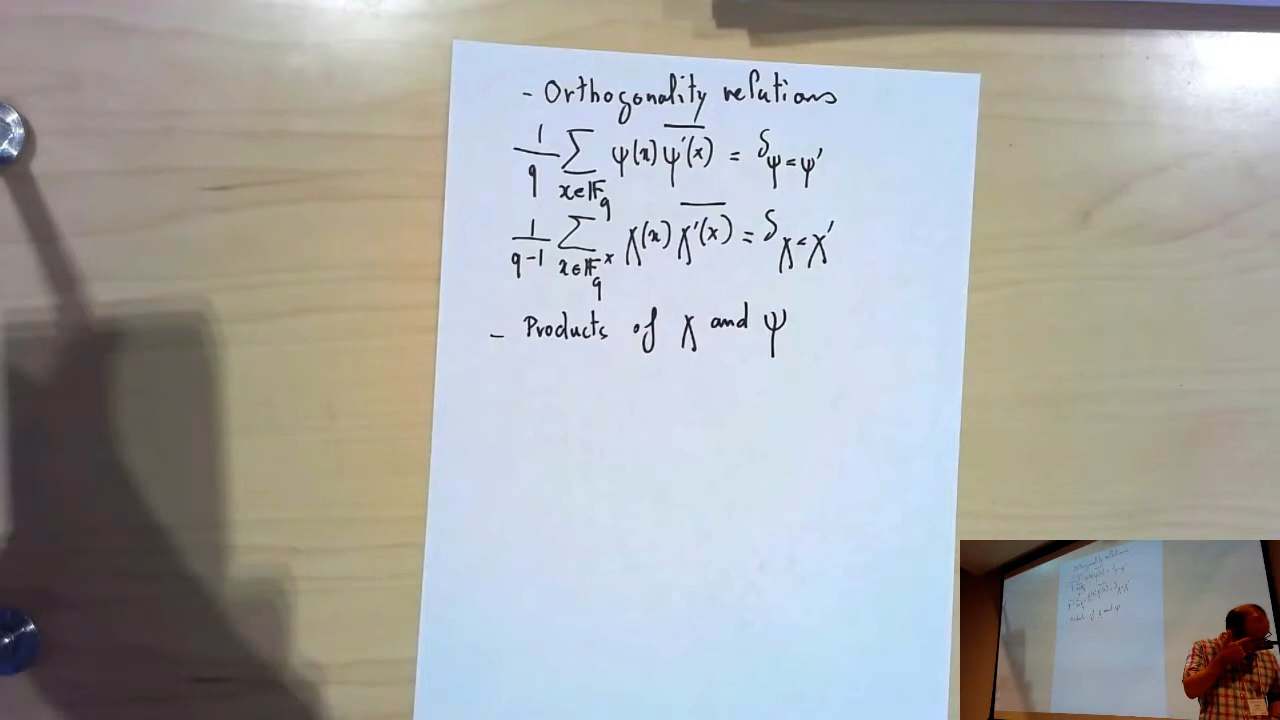 - Orthogonality relations
1/q ∑_{x∈𝔽_q} ψ(x) \overline{ψ'(x)} = δ_{ψ=ψ'}
1/(q-1) ∑_{x∈𝔽_q^×} χ(x) \overline{χ'(x)} = δ_{χ=χ'}
- Products of χ and ψ